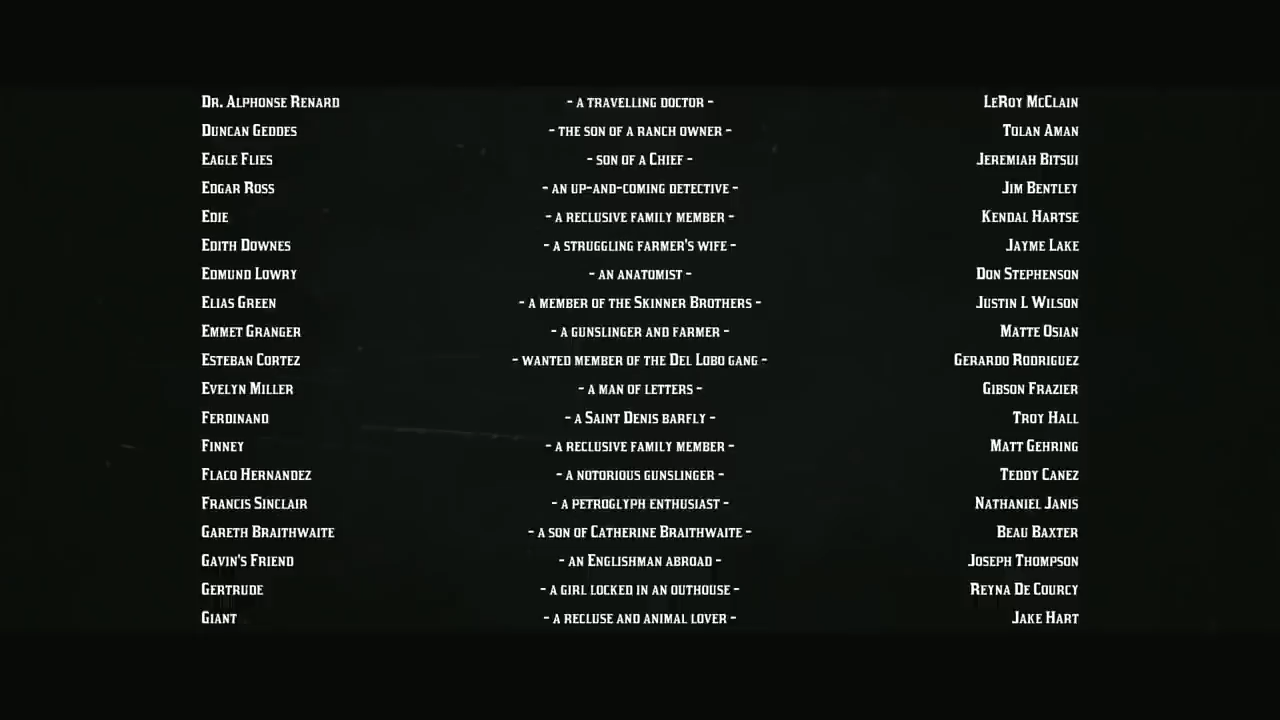 Dr. Alphonse Renard - a travelling doctor - LeRoy McClain
Duncan Geddes - the son of a ranch owner - Tolan Aman
Eagle Flies - son of a Chief - Jeremiah Bitsui
Edgar Ross - an up-and-coming detective - Jim Bentley
Edie - a reclusive family member - Kendal Hartse
Edith Downes - a struggling farmer's wife - Jayme Lake
Edmund Lowry - an anatomist - Don Stephenson
Elias Green - a member of the Skinner Brothers - Justin L Wilson
Emmet Granger - a gunslinger and farmer - Matte Osian
Esteban Cortez - wanted member of the Del Lobo gang - Gerardo Rodriguez
Evelyn Miller - a man of letters - Gibson Frazier
Ferdinand - a Saint Denis barfly - Troy Hall
Finney - a reclusive family member - Matt Gehring
Flaco Hernandez - a notorious gunslinger - Teddy Canez
Francis Sinclair - a petroglyph enthusiast - Nathaniel Janis
Gareth Braithwaite - a son of Catherine Braithwaite - Beau Baxter
Gavin's Friend - an Englishman abroad - Joseph Thompson
Gertrude - a girl locked in an outhouse - Reyna De Courcy
Giant - a recluse and animal lover - Jake Hart